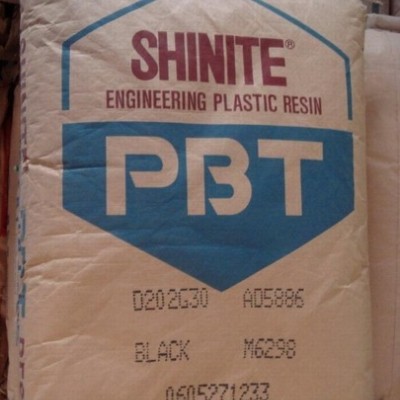 SHINITE®
ENGINEERING PLASTIC RESIN
PBT
D202G30 AD5886
BLACK M6298
0605271233